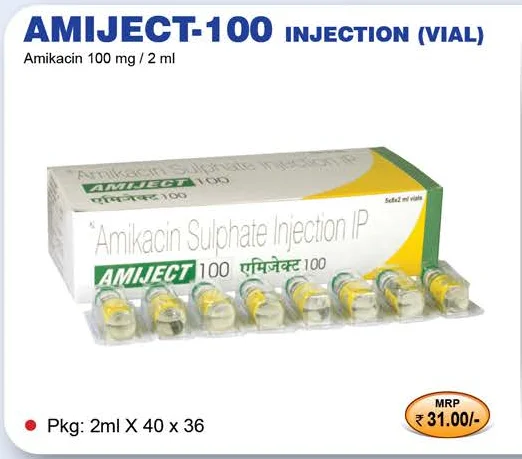 AMIJECT-100 INJECTION (VIAL)
Amikacin 100 mg / 2 ml
Amikacin Sulphate Injection IP
AMIJECT 100
एमिजेक्ट 100
5x8x2 ml vials
Amikacin Sulphate Injection IP
AMIJECT 100 एमिजेक्ट 100
Pkg: 2ml X 40 x 36
MRP
₹ 31.00/-